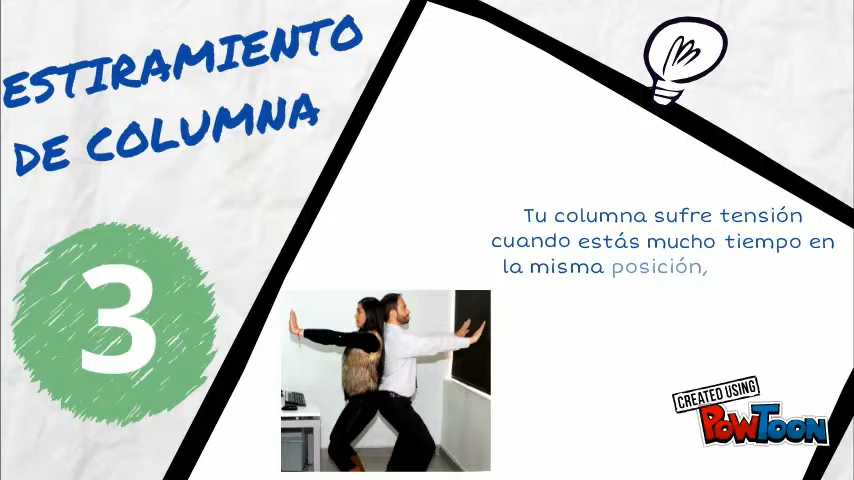 ESTIRAMIENTO
DE COLUMNA
3
Tu columna sufre tensión
cuando estás mucho tiempo en
la misma posición,
CREATED USING
POWTOON